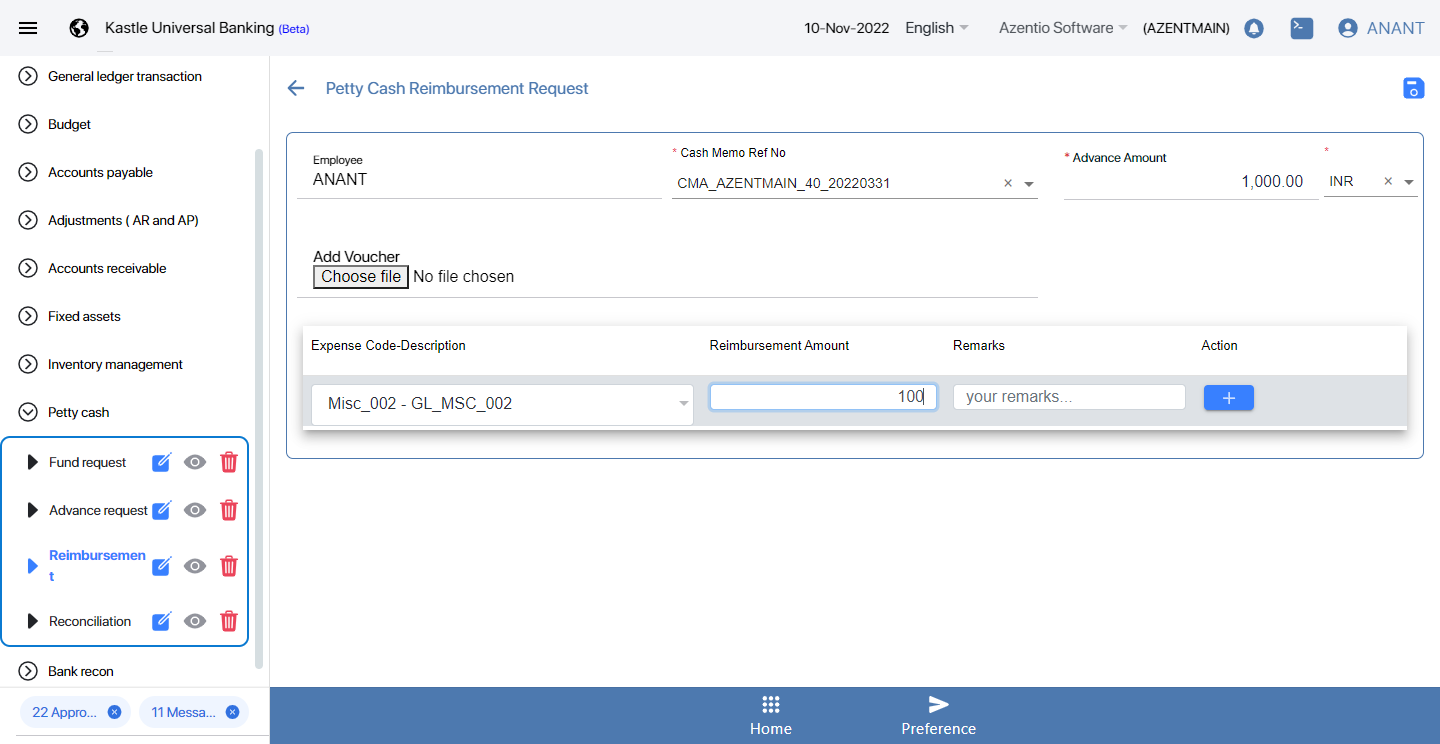 Kastle Universal Banking (Beta)
10-Nov-2022 English Azentio Software (AZENTMAIN) ANANT
General ledger transaction
Budget
Accounts payable
Adjustments ( AR and AP)
Accounts receivable
Fixed assets
Inventory management
Petty cash
Fund request
Advance request
Reimbursemen
t
Reconciliation
Bank recon
22 Appro... 11 Messa...
Petty Cash Reimbursement Request
Employee
ANANT
* Cash Memo Ref No
CMA_AZENTMAIN_40_20220331 ×
* Advance Amount
1,000.00
*
INR ×
Add Voucher
Choose file No file chosen
Expense Code-Description Reimbursement Amount Remarks Action
Misc_002 - GL_MSC_002 100 your remarks... +
Home Preference